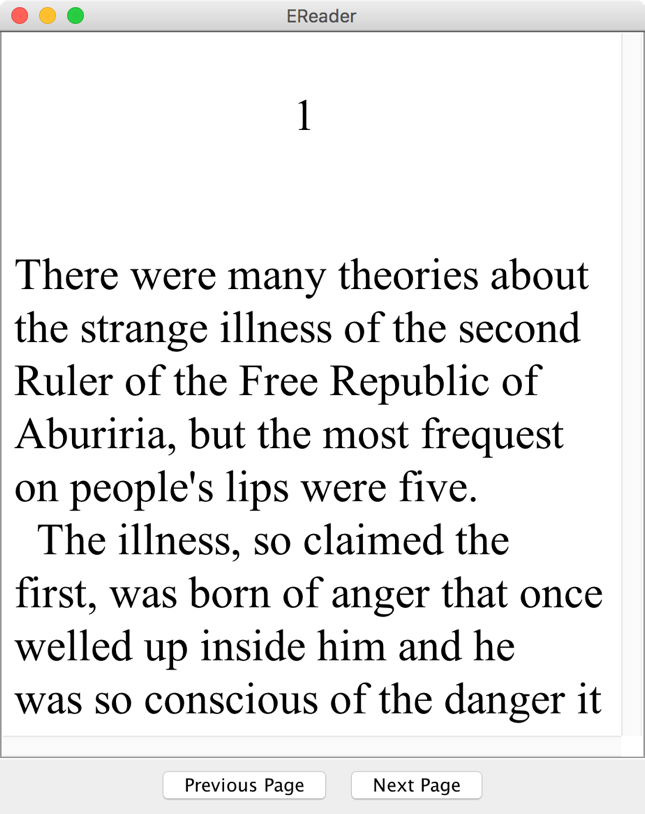 EReader
1
There were many theories about
the strange illness of the second
Ruler of the Free Republic of
Aburiria, but the most frequest
on people's lips were five.
The illness, so claimed the
first, was born of anger that once
welled up inside him and he
was so conscious of the danger it
Previous Page Next Page